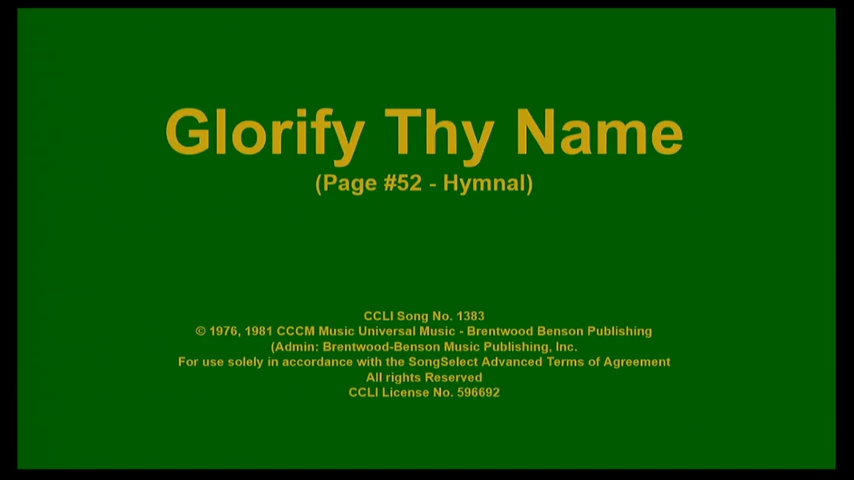 Glorify Thy Name
(Page #52 - Hymnal)
CCLI Song No. 1383
© 1976, 1981 CCCM Music Universal Music - Brentwood Benson Publishing
(Admin: Brentwood-Benson Music Publishing, Inc.
For use solely in accordance with the SongSelect Advanced Terms of Agreement
All rights Reserved
CCLI License No. 596692